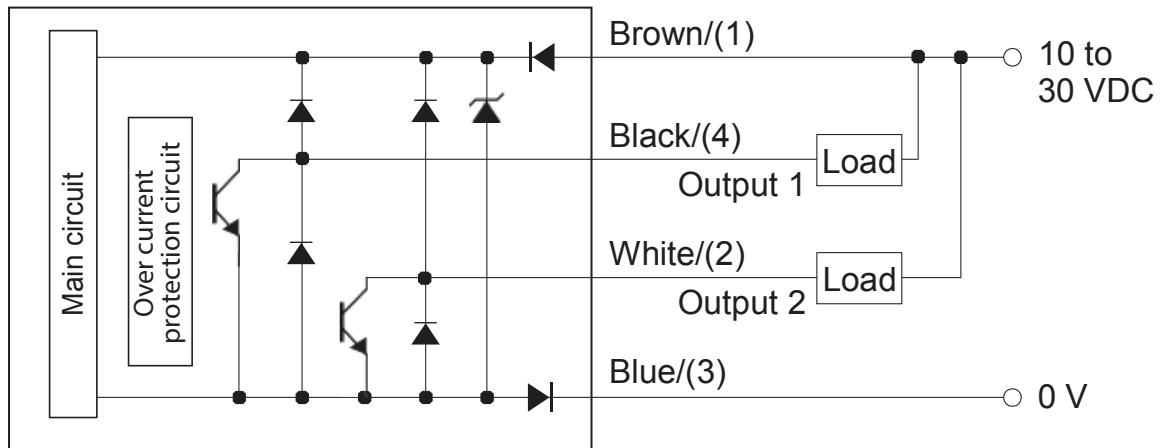 Main circuit
Over current
protection circuit
Brown/(1)
10 to
30 VDC
Black/(4)
Load
Output 1
White/(2)
Load
Output 2
Blue/(3)
0 V